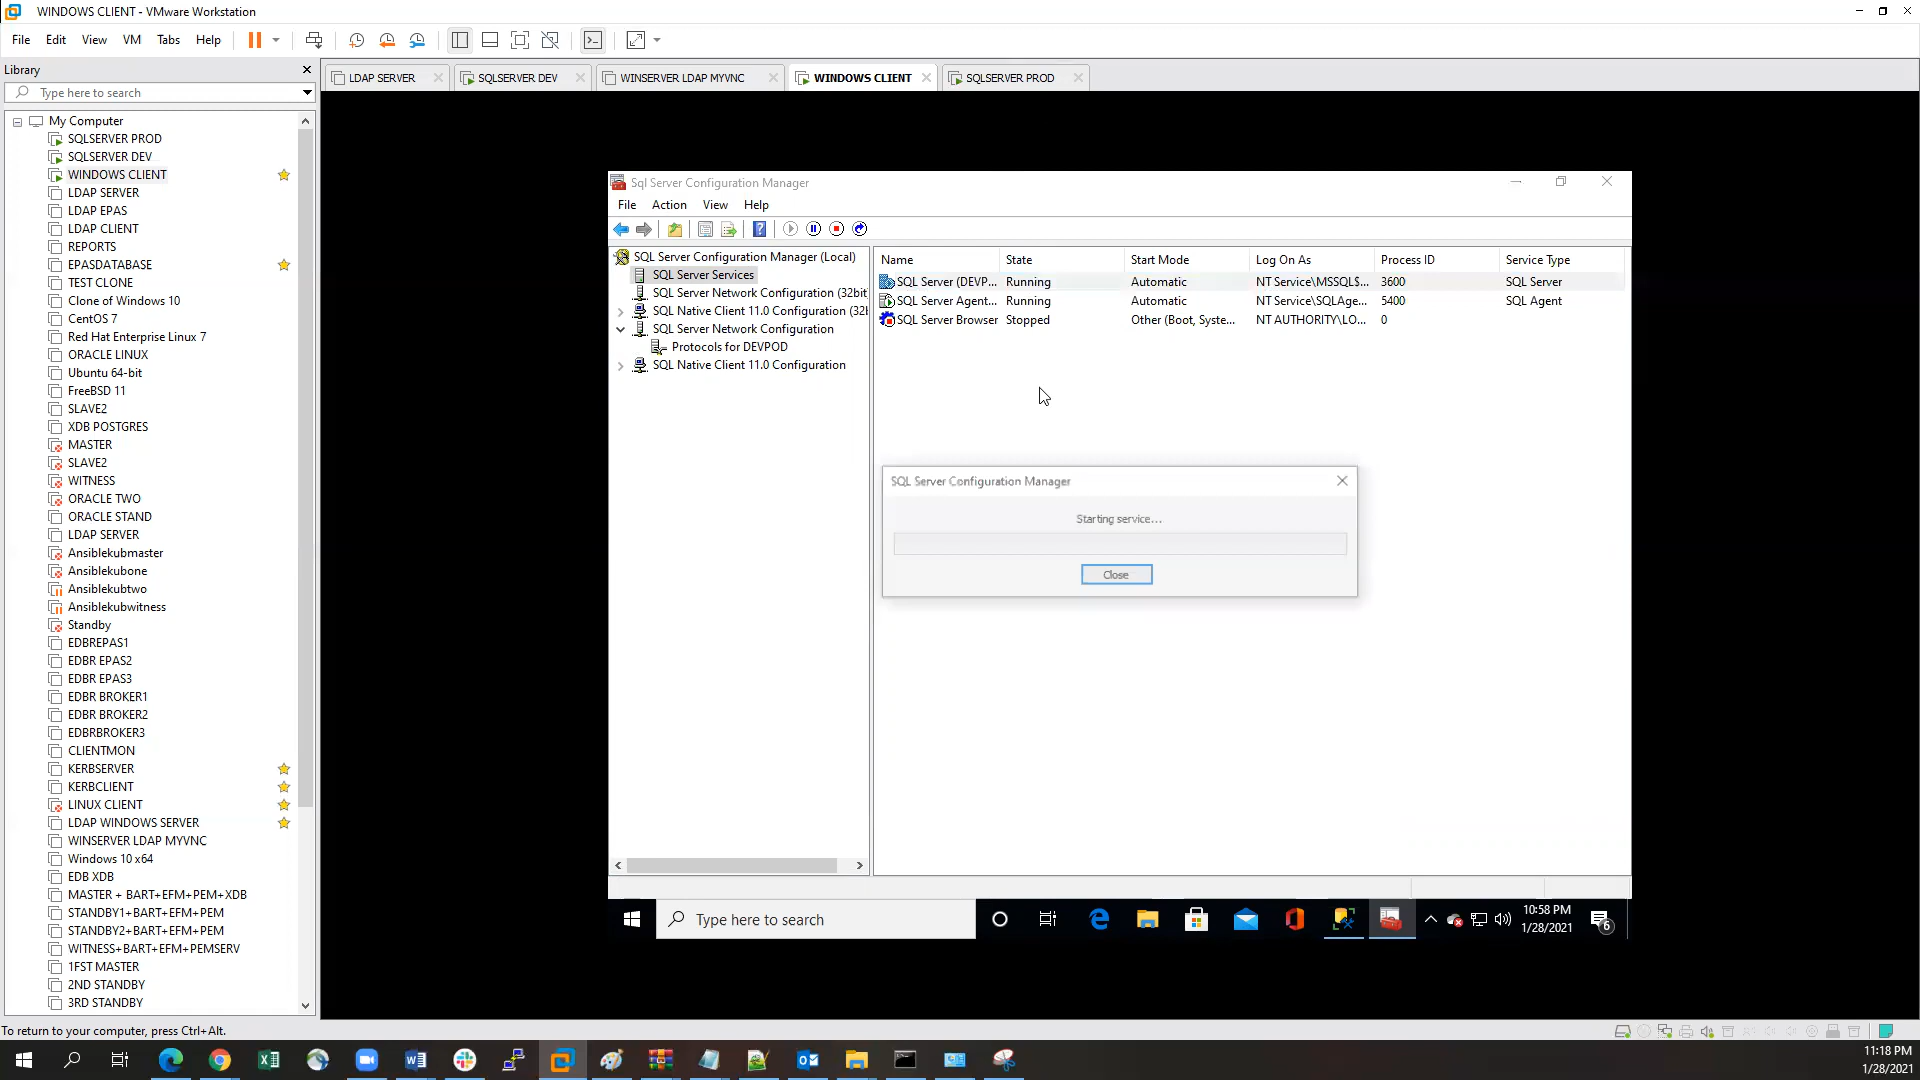 WINDOWS CLIENT - VMware Workstation
File Edit View VM Tabs Help
Library
Type here to search
My Computer
SQLSERVER PROD
SQLSERVER DEV
WINDOWS CLIENT
LDAP SERVER
LDAP EPAS
LDAP CLIENT
REPORTS
EPASDATABASE
TEST CLONE
Clone of Windows 10
CentOS 7
Red Hat Enterprise Linux 7
ORACLE LINUX
Ubuntu 64-bit
FreeBSD 11
SLAVE2
XDB POSTGRES
MASTER
SLAVE2
WITNESS
ORACLE TWO
ORACLE STAND
LDAP SERVER
Ansiblekubmaster
Ansiblekubone
Ansiblekubtwo
Ansiblekubwitness
Standby
EDBREPAS1
EDBR EPAS2
EDBR EPAS3
EDBR BROKER1
EDBR BROKER2
EDBRBROKER3
CLIENTMON
KERBSERVER
KERBCLIENT
LINUX CLIENT
LDAP WINDOWS SERVER
WINSERVER LDAP MYVNC
Windows 10 x64
EDB XDB
MASTER + BART+EFM+PEM+XDB
STANDBY1+BART+EFM+PEM
STANDBY2+BART+EFM+PEM
WITNESS+BART+EFM+PEMSERV
1FST MASTER
2ND STANDBY
3RD STANDBY
LDAP SERVER SQLSERVER DEV WINSERVER LDAP MYVNC WINDOWS CLIENT SQLSERVER PROD
Sql Server Configuration Manager
File Action View Help
SQL Server Configuration Manager (Local)
SQL Server Services
SQL Server Network Configuration (32bit
SQL Native Client 11.0 Configuration (32l
SQL Server Network Configuration
Protocols for DEVPOD
SQL Native Client 11.0 Configuration
Name State Start Mode Log On As Process ID Service Type
SQL Server (DEVP... Running Automatic NT Service\MSSQL$... 3600 SQL Server
SQL Server Agent... Running Automatic NT Service\SQLAge... 5400 SQL Agent
SQL Server Browser Stopped Other (Boot, Syste... NT AUTHORITY\LO... 0
SQL Server Configuration Manager
Starting service...
Close
Type here to search
10:58 PM
1/28/2021
6
To return to your computer, press Ctrl+Alt.
11:18 PM
1/28/2021